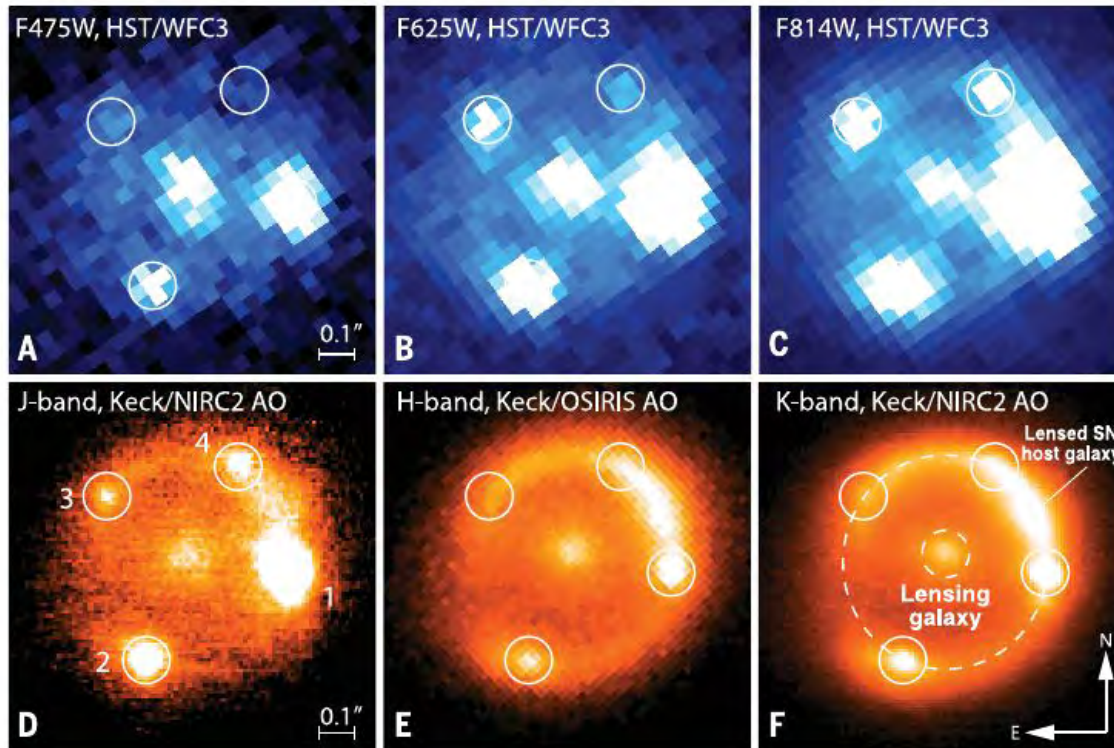 F475W, HST/WFC3
F625W, HST/WFC3
F814W, HST/WFC3
A
0.1"
B
C
J-band, Keck/NIRC2 AO
H-band, Keck/OSIRIS AO
K-band, Keck/NIRC2 AO
4
3
1
2
D
0.1"
E
Lensed SN
host galaxy
Lensing
galaxy
F
N
E